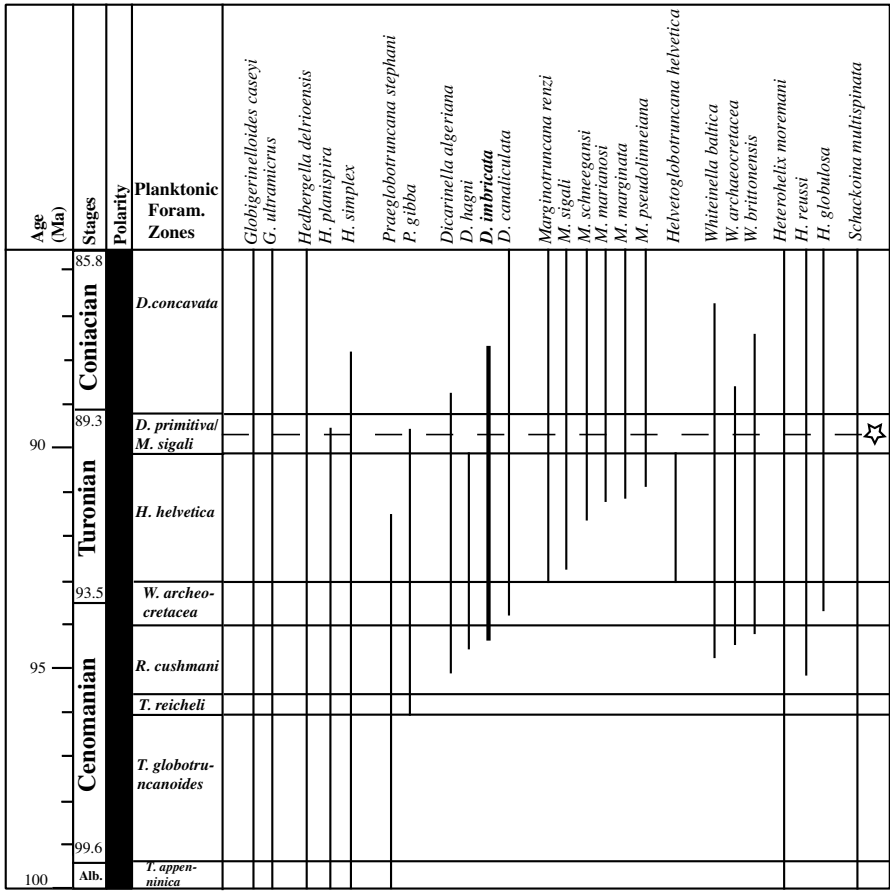 Age
(Ma)
Stages
Polarity
Planktonic
Foram.
Zones
Globigerinelloides caseyi
G. ultramicrus
Hedbergella delrioensis
H. planispira
H. simplex
Praeglobotruncana stephani
P. gibba
Dicarinella algeriana
D. hagni
D. imbricata
D. canaliculata
Marginotruncana renzi
M. sigali
M. schneegansi
M. marianosi
M. marginata
M. pseudolinneiana
Helvetoglobotruncana helvetica
Whiteinella baltica
W. archaeocretacea
W. brittonensis
Heterohelix moremani
H. reussi
H. globulosa
Schackoina multispinata
85.8
Coniacian
D.concavata
89.3
D. primitiva/
M. sigali
90
Turonian
H. helvetica
93.5
W. archeo-
cretacea
95
R. cushmani
T. reicheli
Cenomanian
T. globotru-
ncanoides
99.6
Alb.
T. appen-
ninica
100